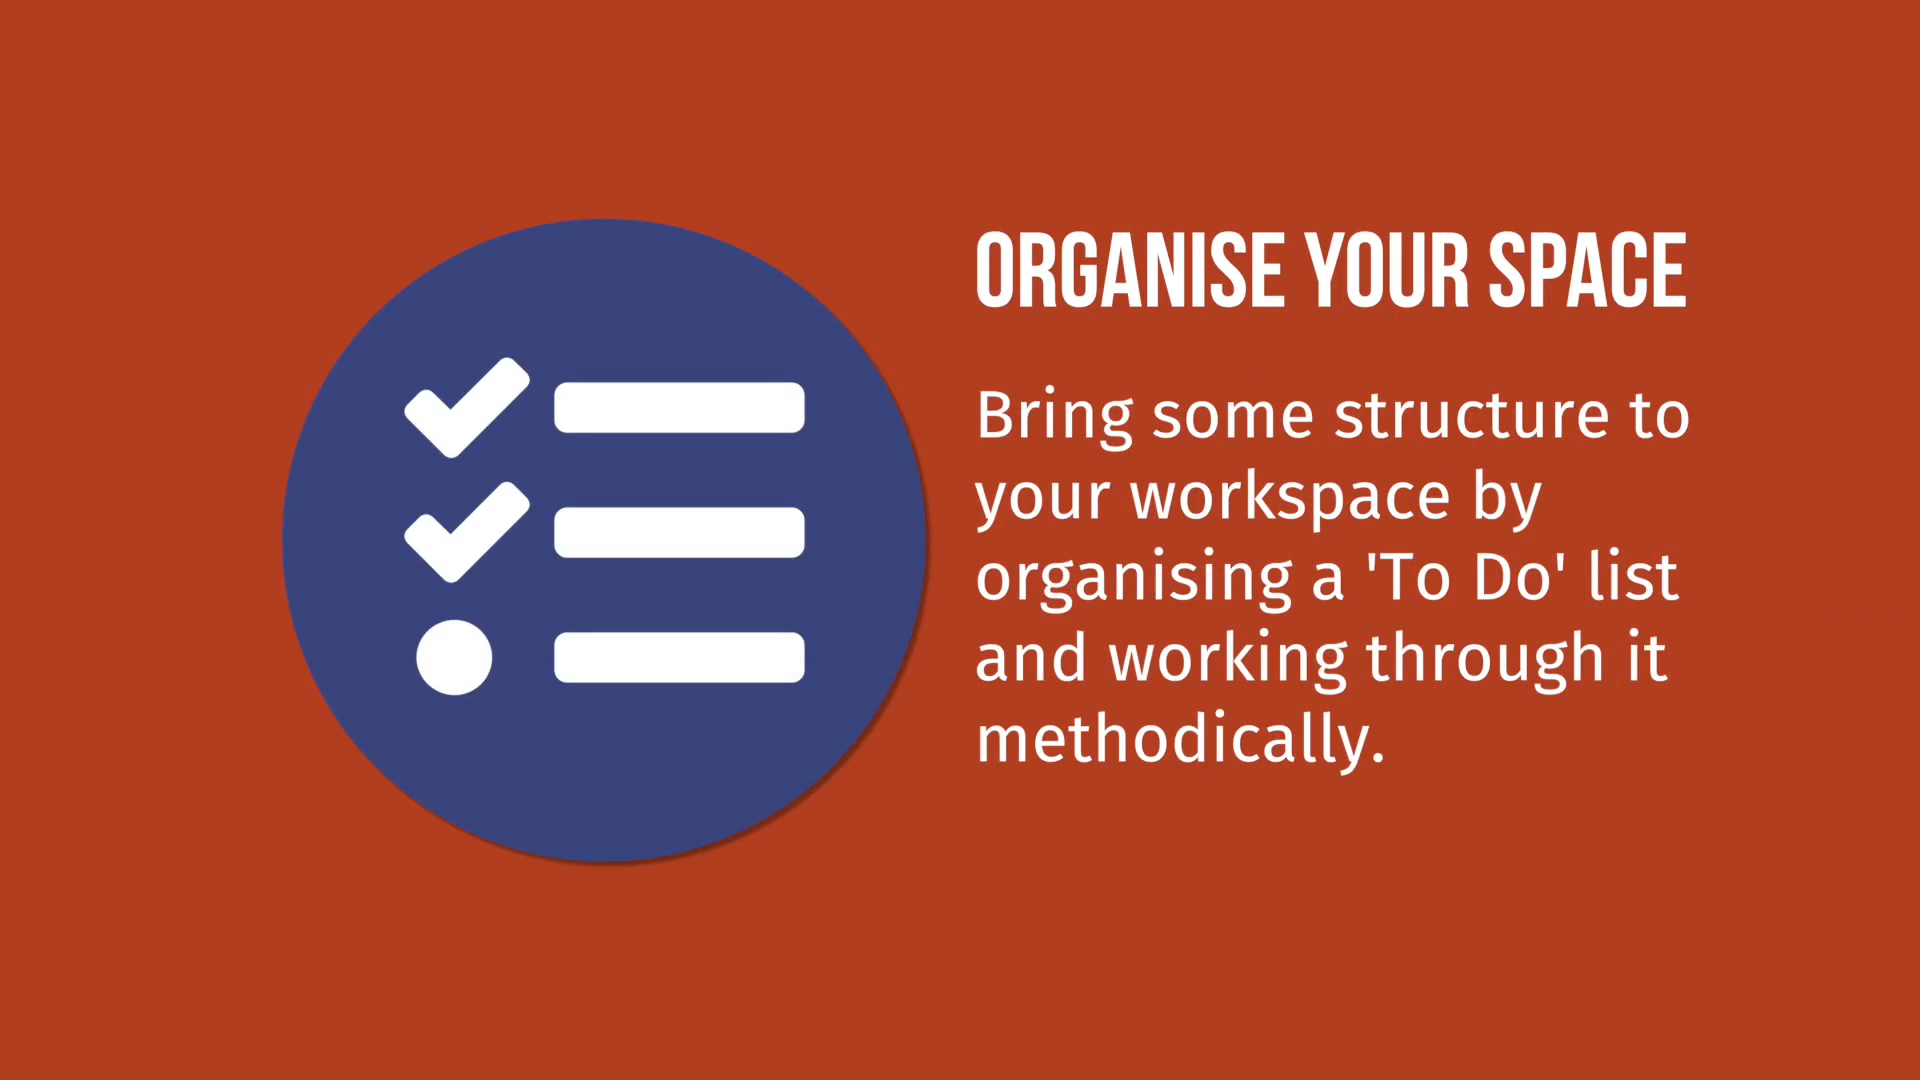 ORGANISE YOUR SPACE
Bring some structure to
your workspace by
organising a 'To Do' list
and working through it
methodically.